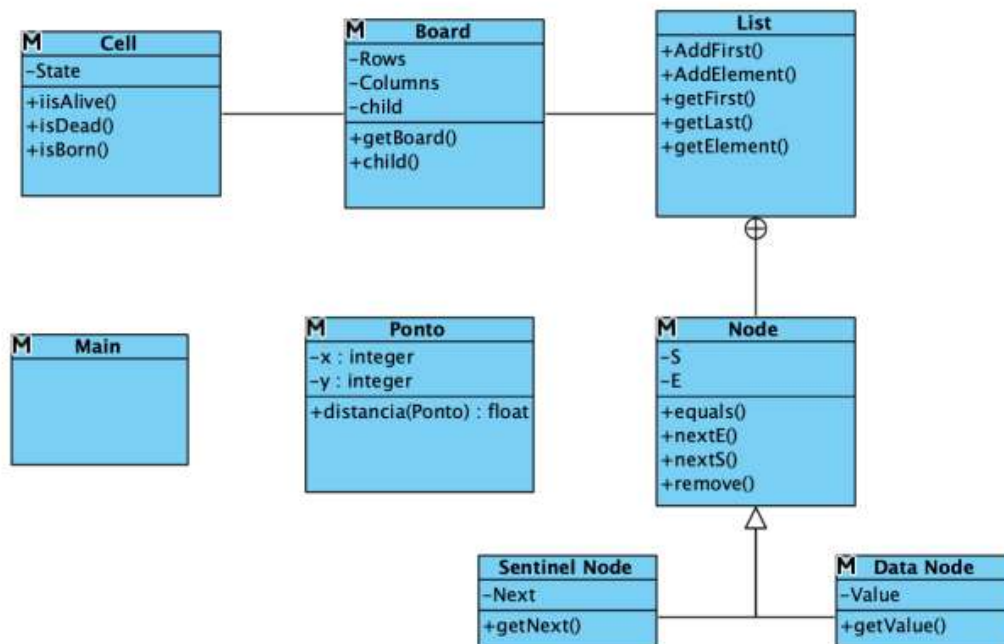 M Cell
-State
+iisAlive()
+isDead()
+isBorn()
M Board
-Rows
-Columns
-child
+getBoard()
+child()
List
+AddFirst()
+AddElement()
+getFirst()
+getLast()
+getElement()
M Main
M Ponto
-x : integer
-y : integer
+distancia(Ponto) : float
M Node
-S
-E
+equals()
+nextE()
+nextS()
+remove()
Sentinel Node
-Next
+getNext()
M Data Node
-Value
+getValue()